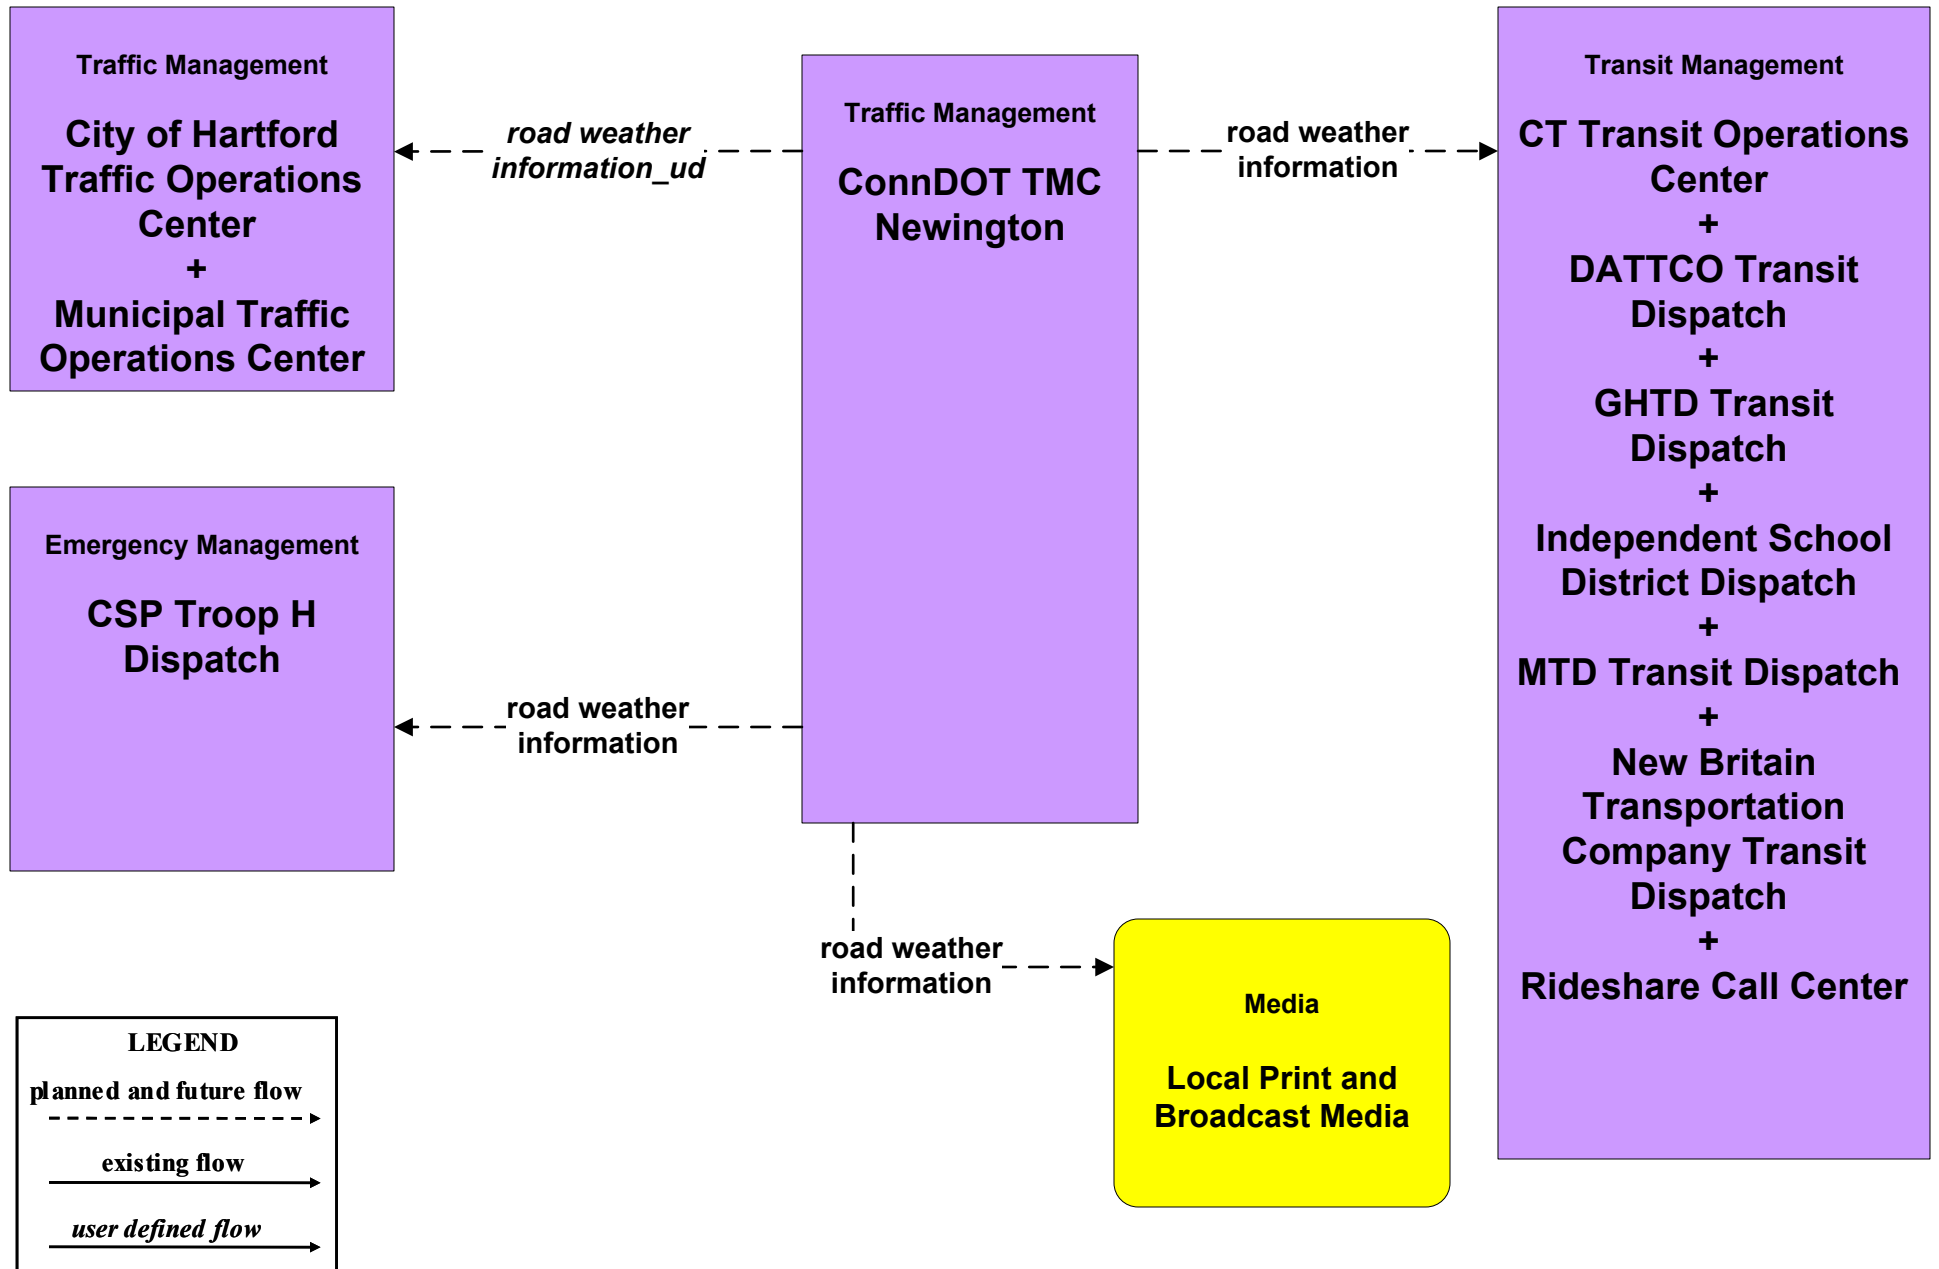 Traffic Management
City of Hartford
Traffic Operations
Center
+
Municipal Traffic
Operations Center
road weather
information_ud
Traffic Management
ConnDOT TMC
Newington
road weather
information
Transit Management
CT Transit Operations
Center
+
DATTCO Transit
Dispatch
+
GHTD Transit
Dispatch
+
Independent School
District Dispatch
+
MTD Transit Dispatch
+
New Britain
Transportation
Company Transit
Dispatch
+
Rideshare Call Center
Emergency Management
CSP Troop H
Dispatch
road weather
information
road weather
information
Media
Local Print and
Broadcast Media
LEGEND
planned and future flow
existing flow
user defined flow